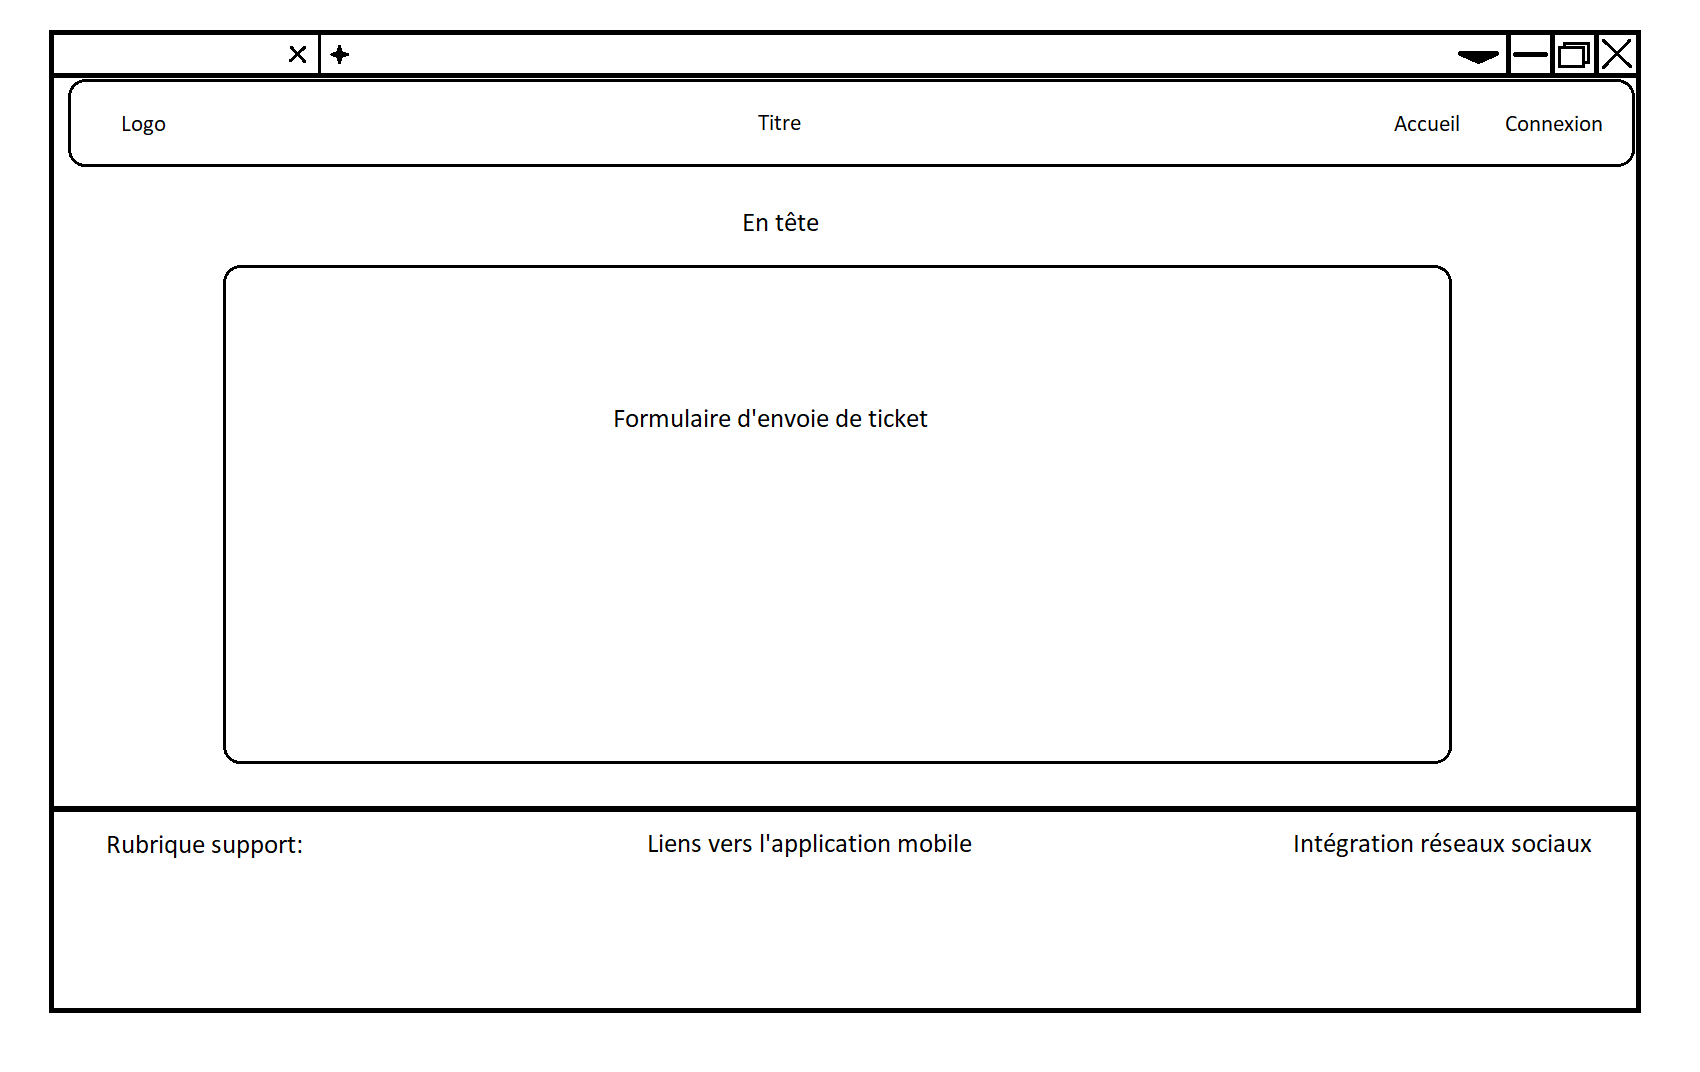 Logo
Titre
Accueil
Connexion
En tête
Formulaire d'envoie de ticket
Rubrique support:
Liens vers l'application mobile
Intégration réseaux sociaux